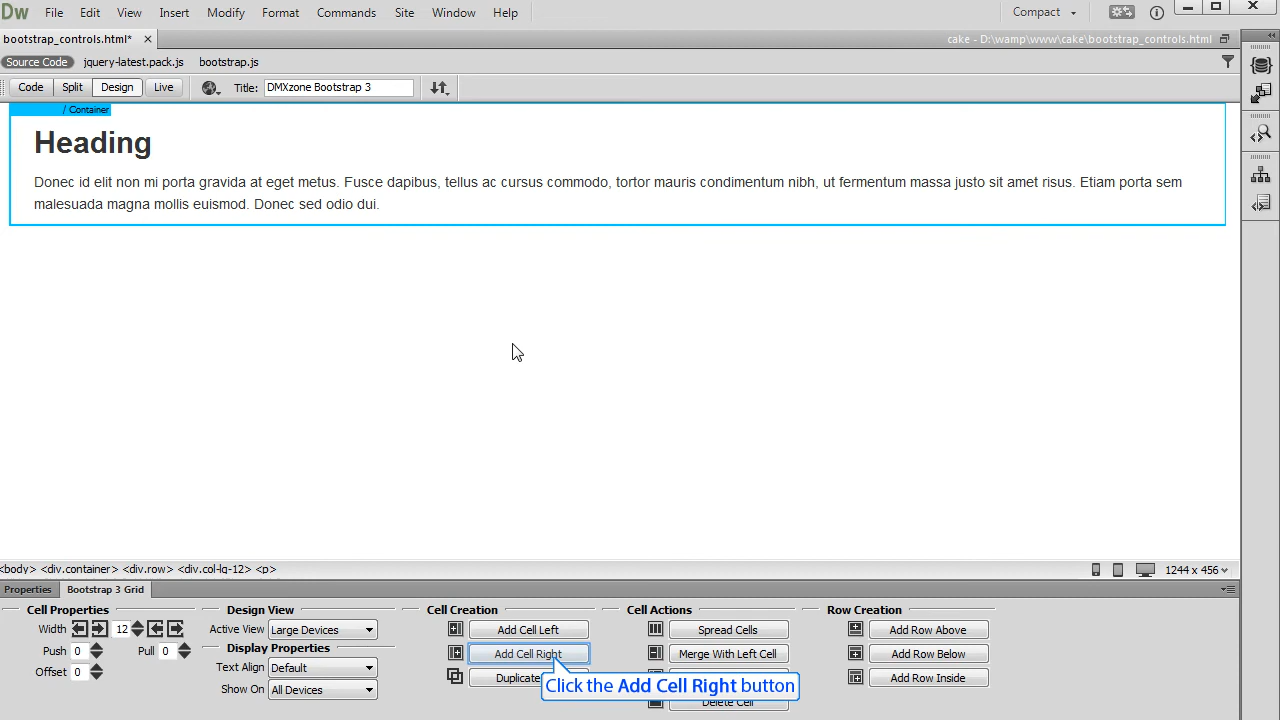 Dw File Edit View Insert Modify Format Commands Site Window Help Compact
bootstrap_controls.html* cake - D:\wamp\www\cake\bootstrap_controls.html
Source Code jquery-latest.pack.js bootstrap.js
Code Split Design Live Title: DMXzone Bootstrap 3
/ Container
Heading
Donec id elit non mi porta gravida at eget metus. Fusce dapibus, tellus ac cursus commodo, tortor mauris condimentum nibh, ut fermentum massa justo sit amet risus. Etiam porta sem
malesuada magna mollis euismod. Donec sed odio dui.
<body> <div.container> <div.row> <div.col-lg-12> <p> 1244 x 456
Properties Bootstrap 3 Grid
Cell Properties Design View Cell Creation Cell Actions Row Creation
Width 12 Active View Large Devices Add Cell Left Spread Cells Add Row Above
Push 0 Pull 0 Display Properties Add Cell Right Merge With Left Cell Add Row Below
Offset 0 Text Align Default Duplicate Add Row Inside
Show On All Devices Click the Add Cell Right button
Delete Cell